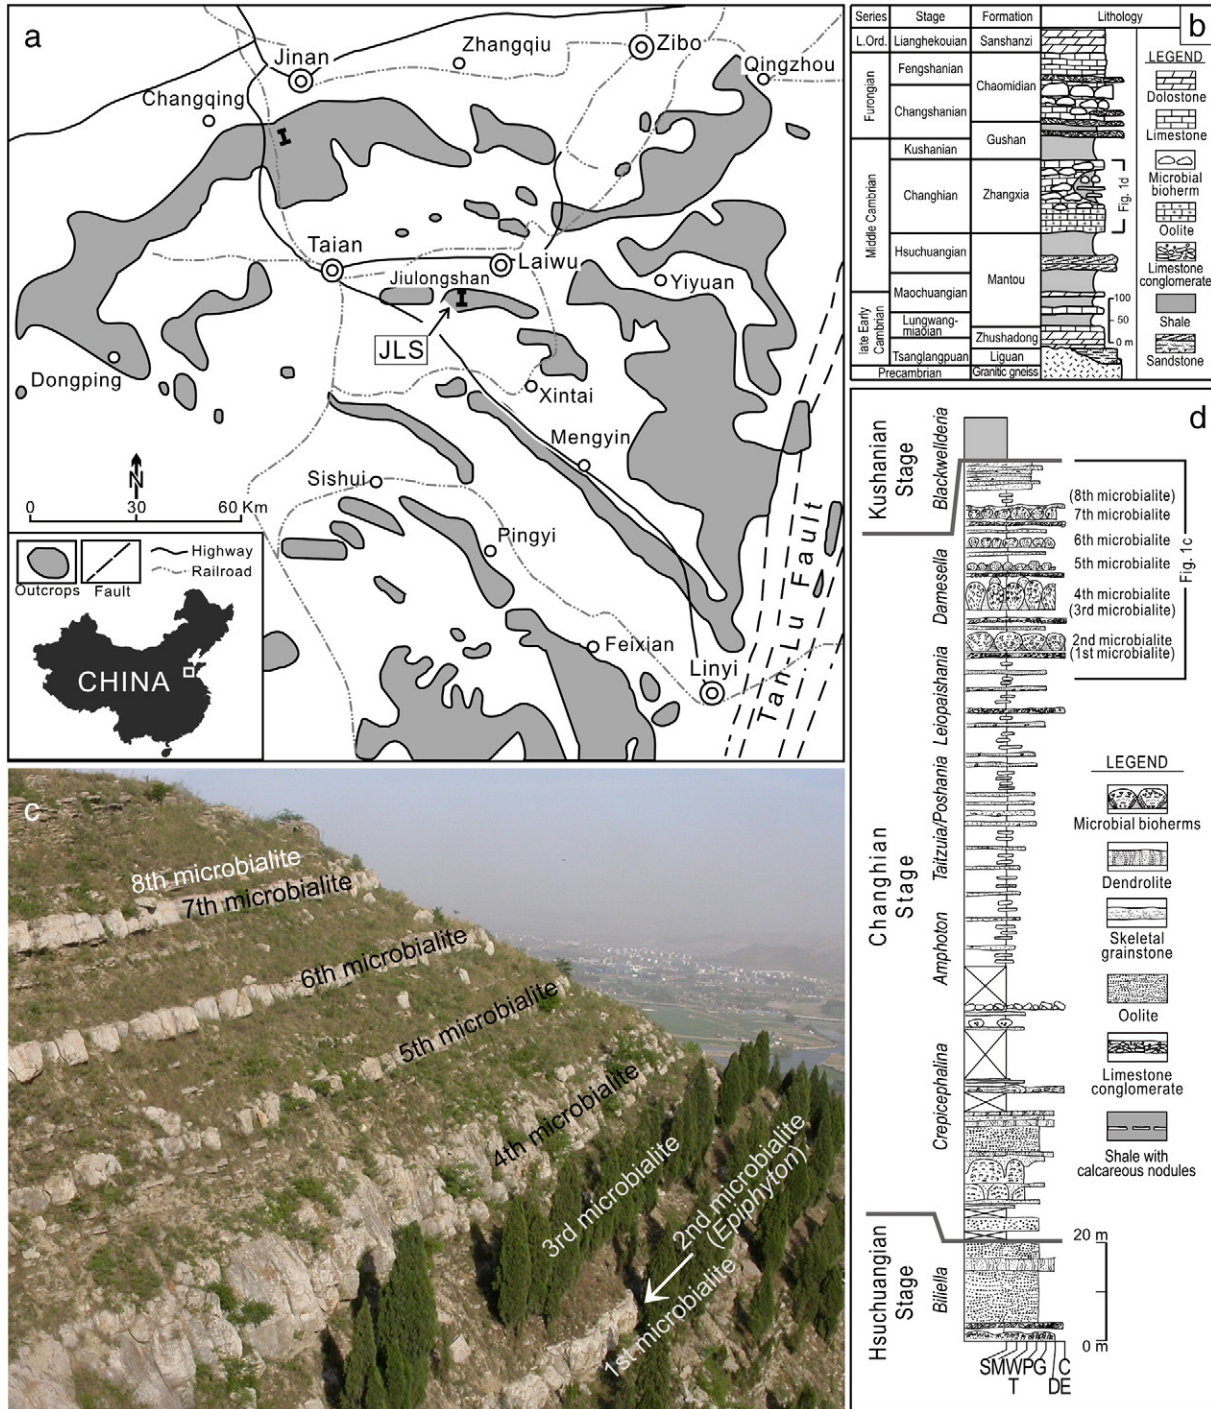 a
Jinan
Zhangqiu
Zibo
Qingzhou
Changqing
Taian
Laiwu
Jiulongshan
Yiyuan
JLS
Dongping
Xintai
Mengyin
N
0 30 60 Km
Sishui
Pingyi
Feixian
Linyi
Tan-Lu Fault
Outcrops
Fault
Highway
Railroad
CHINA
b
Series Stage Formation Lithology
L.Ord. Lianghekouian Sanshanzi
Furongian
Fengshanian
Changshanian
Chaomidian
Kushanian
Gushan
Middle Cambrian
Changhian
Zhangxia
Fig. 1d
Hsuchuangian
Maochuangian
Mantou
late Early
Cambrian
Lungwang-
miaoian
Zhushadong
Tsanglangpuan Liguan
Precambrian Granitic gneiss
100
50
0 m
LEGEND
Dolostone
Limestone
Microbial
bioherm
Oolite
Limestone
conglomerate
Shale
Sandstone
c
8th microbialite
7th microbialite
6th microbialite
5th microbialite
4th microbialite
3rd microbialite
2nd microbialite
(Epiphyton)
1st microbialite
d
Kushanian
Stage
Blackwelderia
(8th microbialite)
7th microbialite
6th microbialite
5th microbialite
4th microbialite
(3rd microbialite)
2nd microbialite
(1st microbialite)
Fig. 1c
Changhian
Stage
Damesella
Leiopaishania
Taitzuia/Poshania
Amphoton
Crepicephalina
Hsuchuangian
Stage
Biliella
20 m
0 m
SMWPG C
T DE
LEGEND
Microbial bioherms
Dendrolite
Skeletal
grainstone
Oolite
Limestone
conglomerate
Shale with
calcareous nodules